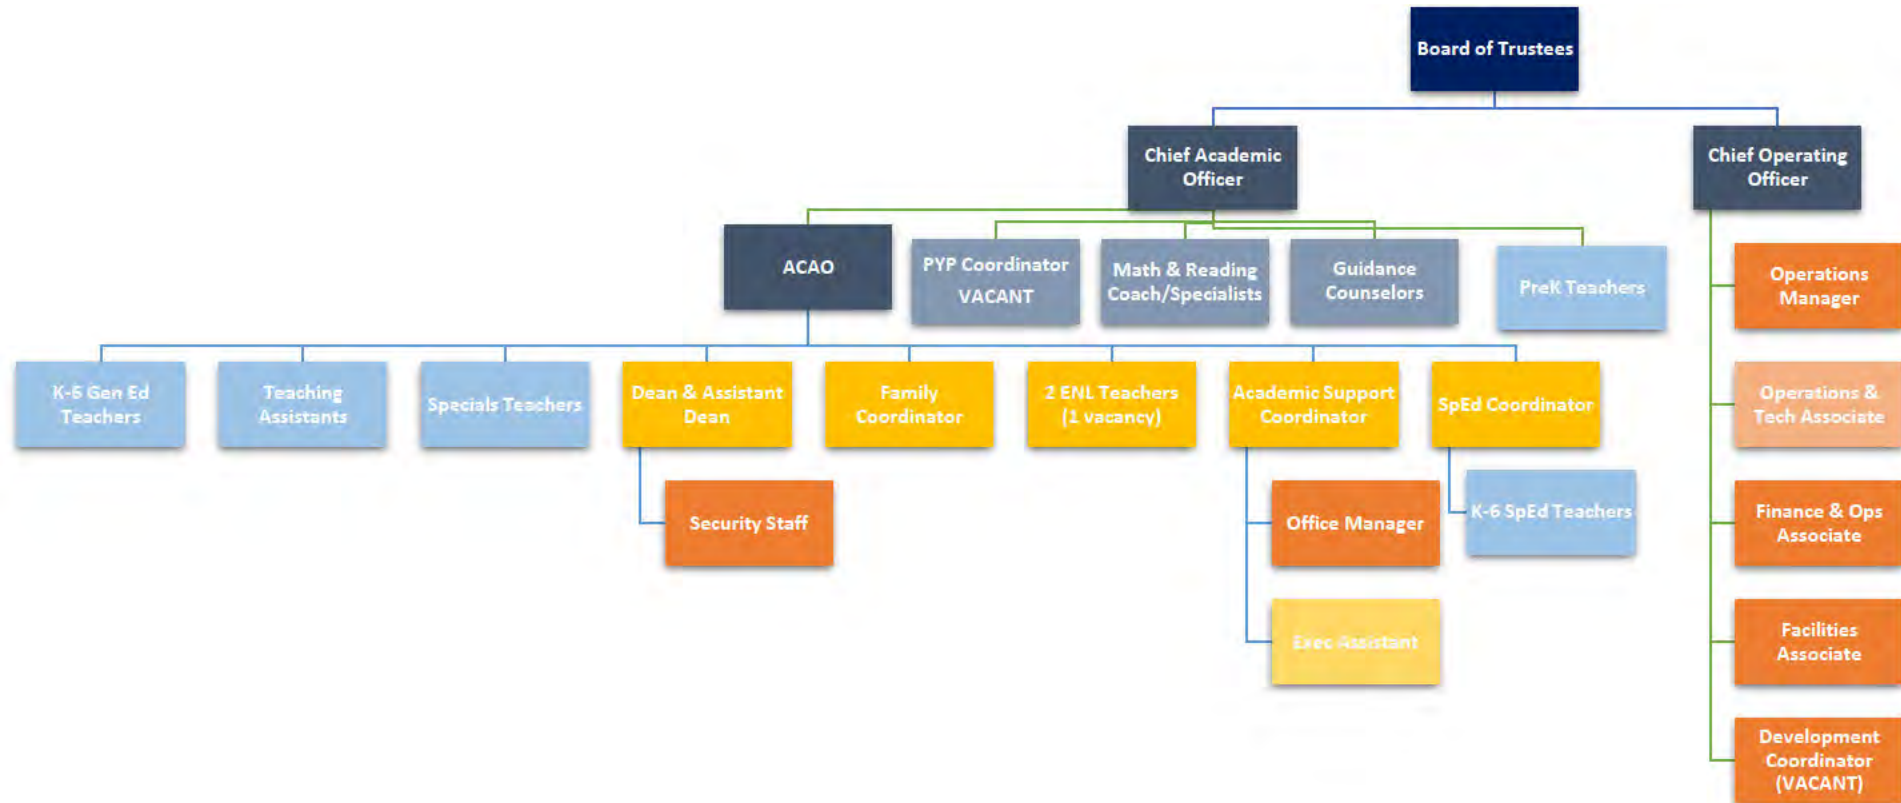 Board of Trustees
Chief Academic
Officer
Chief Operating
Officer
ACAO
PYP Coordinator
VACANT
Math & Reading
Coach/Specialists
Guidance
Counselors
PreK Teachers
Operations
Manager
K-6 Gen Ed
Teachers
Teaching
Assistants
Specials Teachers
Dean & Assistant
Dean
Family
Coordinator
2 ENL Teachers
(1 vacancy)
Academic Support
Coordinator
SpEd Coordinator
Operations &
Tech Associate
Security Staff
Office Manager
K-6 SpEd Teachers
Finance & Ops
Associate
Exec Assistant
Facilities
Associate
Development
Coordinator
(VACANT)